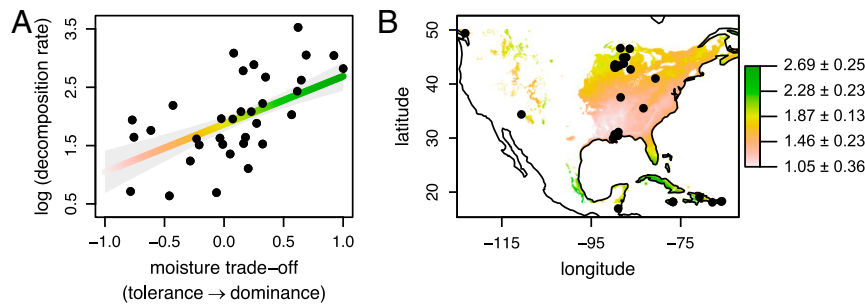 A
log (decomposition rate)
3.5
2.5
1.5
0.5
−1.0
−0.5
0.0
0.5
1.0
moisture trade−off
(tolerance → dominance)
B
latitude
50
40
30
20
−115
−95
−75
longitude
2.69 ± 0.25
2.28 ± 0.23
1.87 ± 0.13
1.46 ± 0.23
1.05 ± 0.36